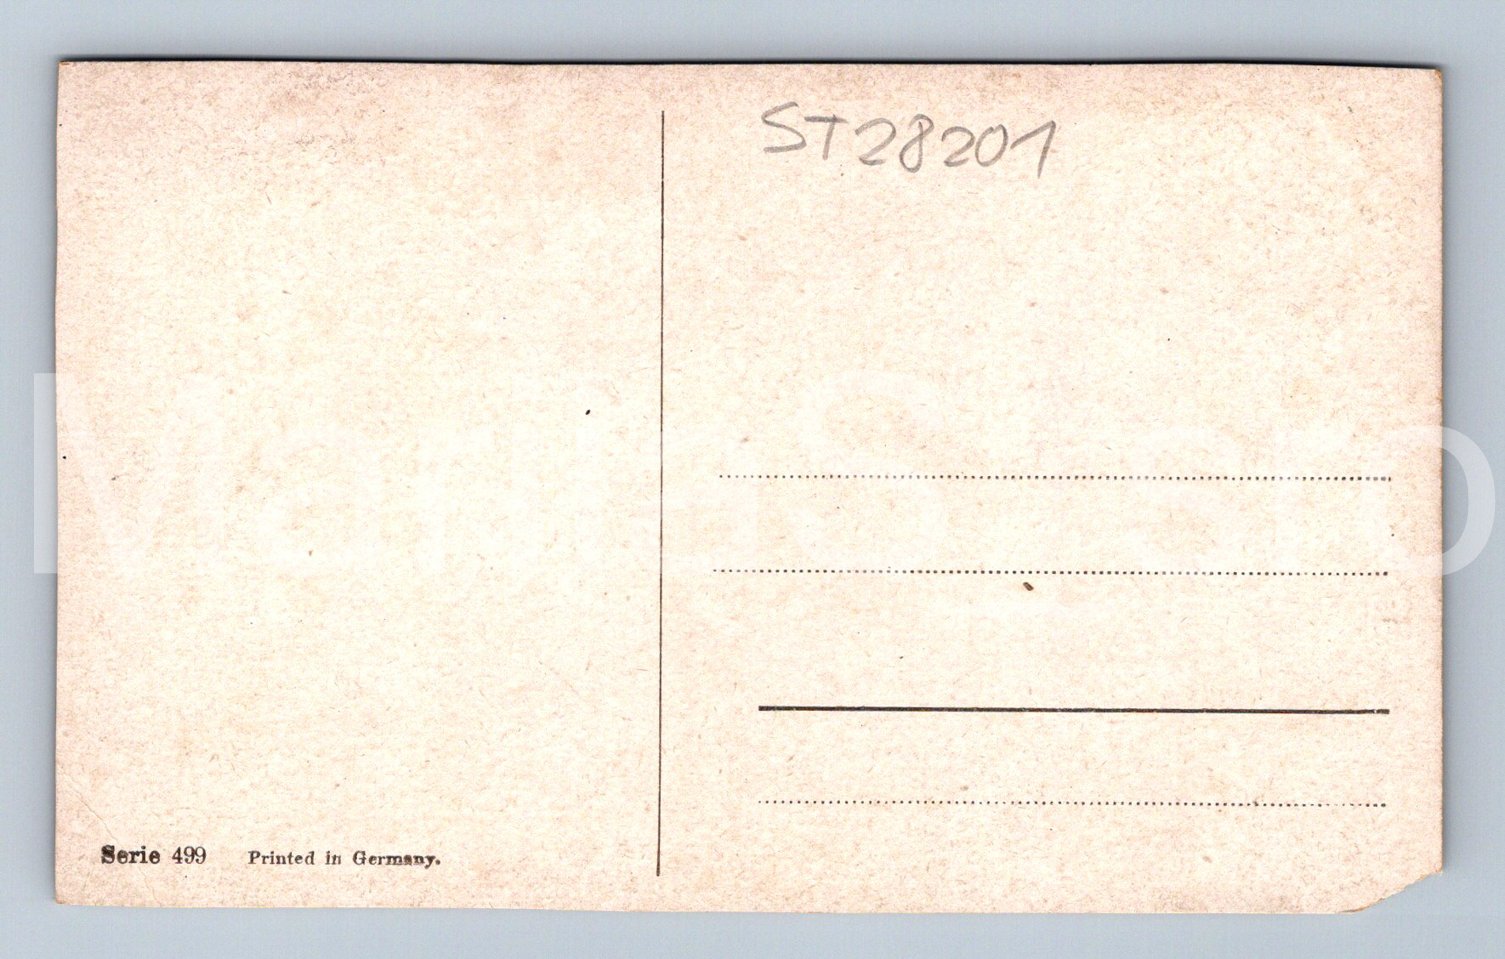 ST28201
Serie 499 Printed in Germany.